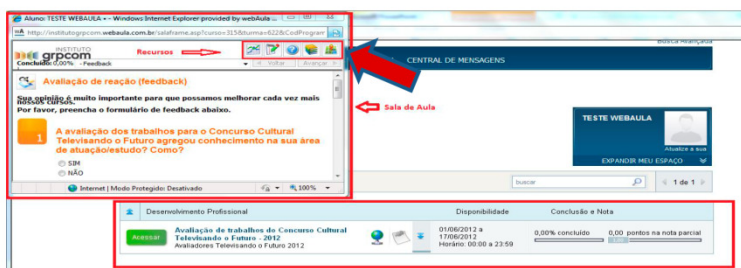 Aluno: TESTE WEBAULA - - Windows Internet Explorer provided by webAula ...
http://institutogrpcom.webaula.com.br/salaframe.asp?curso=315&turma=622&CodProgram
Busca Avançada
INSTITUTO
grpcom
Recursos
Concluído: 0,00% - Feedback
Voltar
Avançar
CENTRAL DE MENSAGENS
Avaliação de reação (feedback)
Sua opinião é muito importante para que possamos melhorar cada vez mais
nossos cursos.
Por favor, preencha o formulário de feedback abaixo.
Sala de Aula
1
A avaliação dos trabalhos para o Concurso Cultural
Televisando o Futuro agregou conhecimento na sua área
de atuação/estudo? Como?
SIM
NÃO
TESTE WEBAULA
Atualize a sua
EXPANDIR MEU ESPAÇO
Internet | Modo Protegido: Desativado
100%
buscar
1 de 1
Desenvolvimento Profissional
Disponibilidade
Conclusão e Nota
Acessar
Avaliação de trabalhos do Concurso Cultural
Televisando o Futuro - 2012
Avaliadores Televisando o Futuro 2012
01/06/2012 a
17/06/2012
Horário: 00:00 a 23:59
0,00% concluído
0,00 pontos na nota parcial